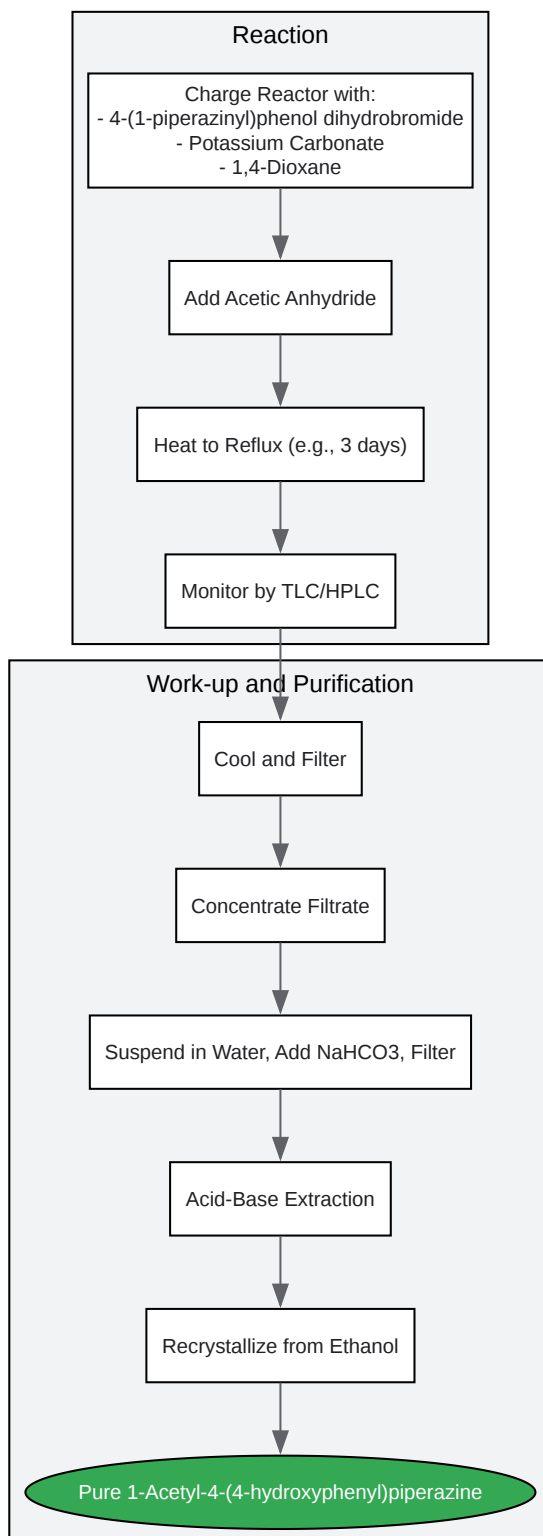 Reaction
Charge Reactor with:
- 4-(1-piperazinyl)phenol dihydrobromide
- Potassium Carbonate
- 1,4-Dioxane
Add Acetic Anhydride
Heat to Reflux (e.g., 3 days)
Monitor by TLC/HPLC
Work-up and Purification
Cool and Filter
Concentrate Filtrate
Suspend in Water, Add NaHCO3, Filter
Acid-Base Extraction
Recrystallize from Ethanol
Pure 1-Acetyl-4-(4-hydroxyphenyl)piperazine